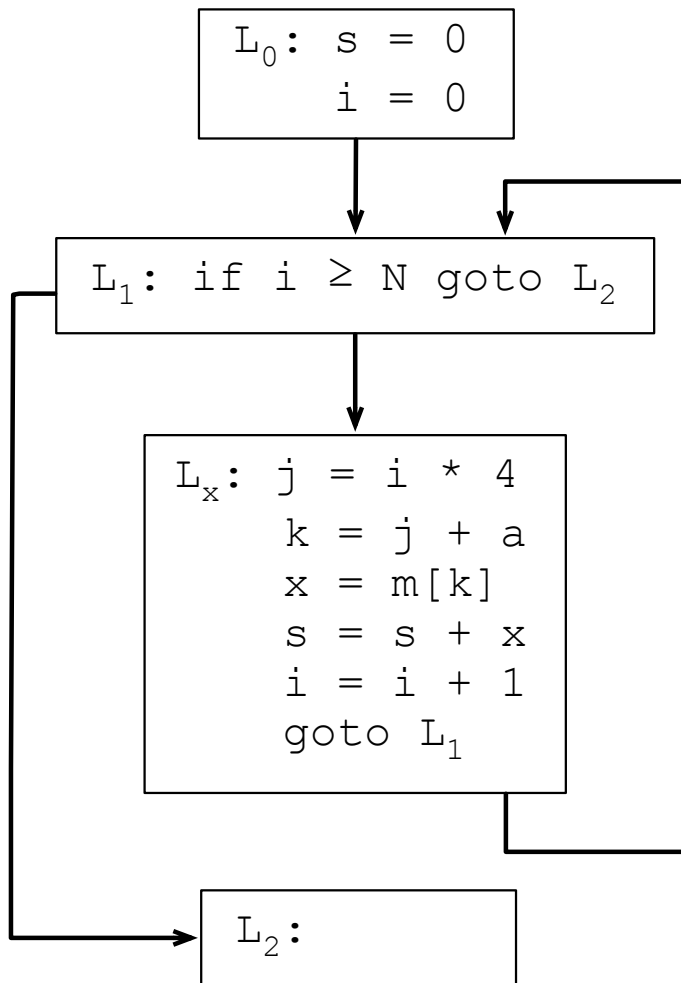 L₀: s = 0
i = 0
L₁: if i ≥ N goto L₂
Lₓ: j = i * 4
k = j + a
x = m[k]
s = s + x
i = i + 1
goto L₁
L₂: